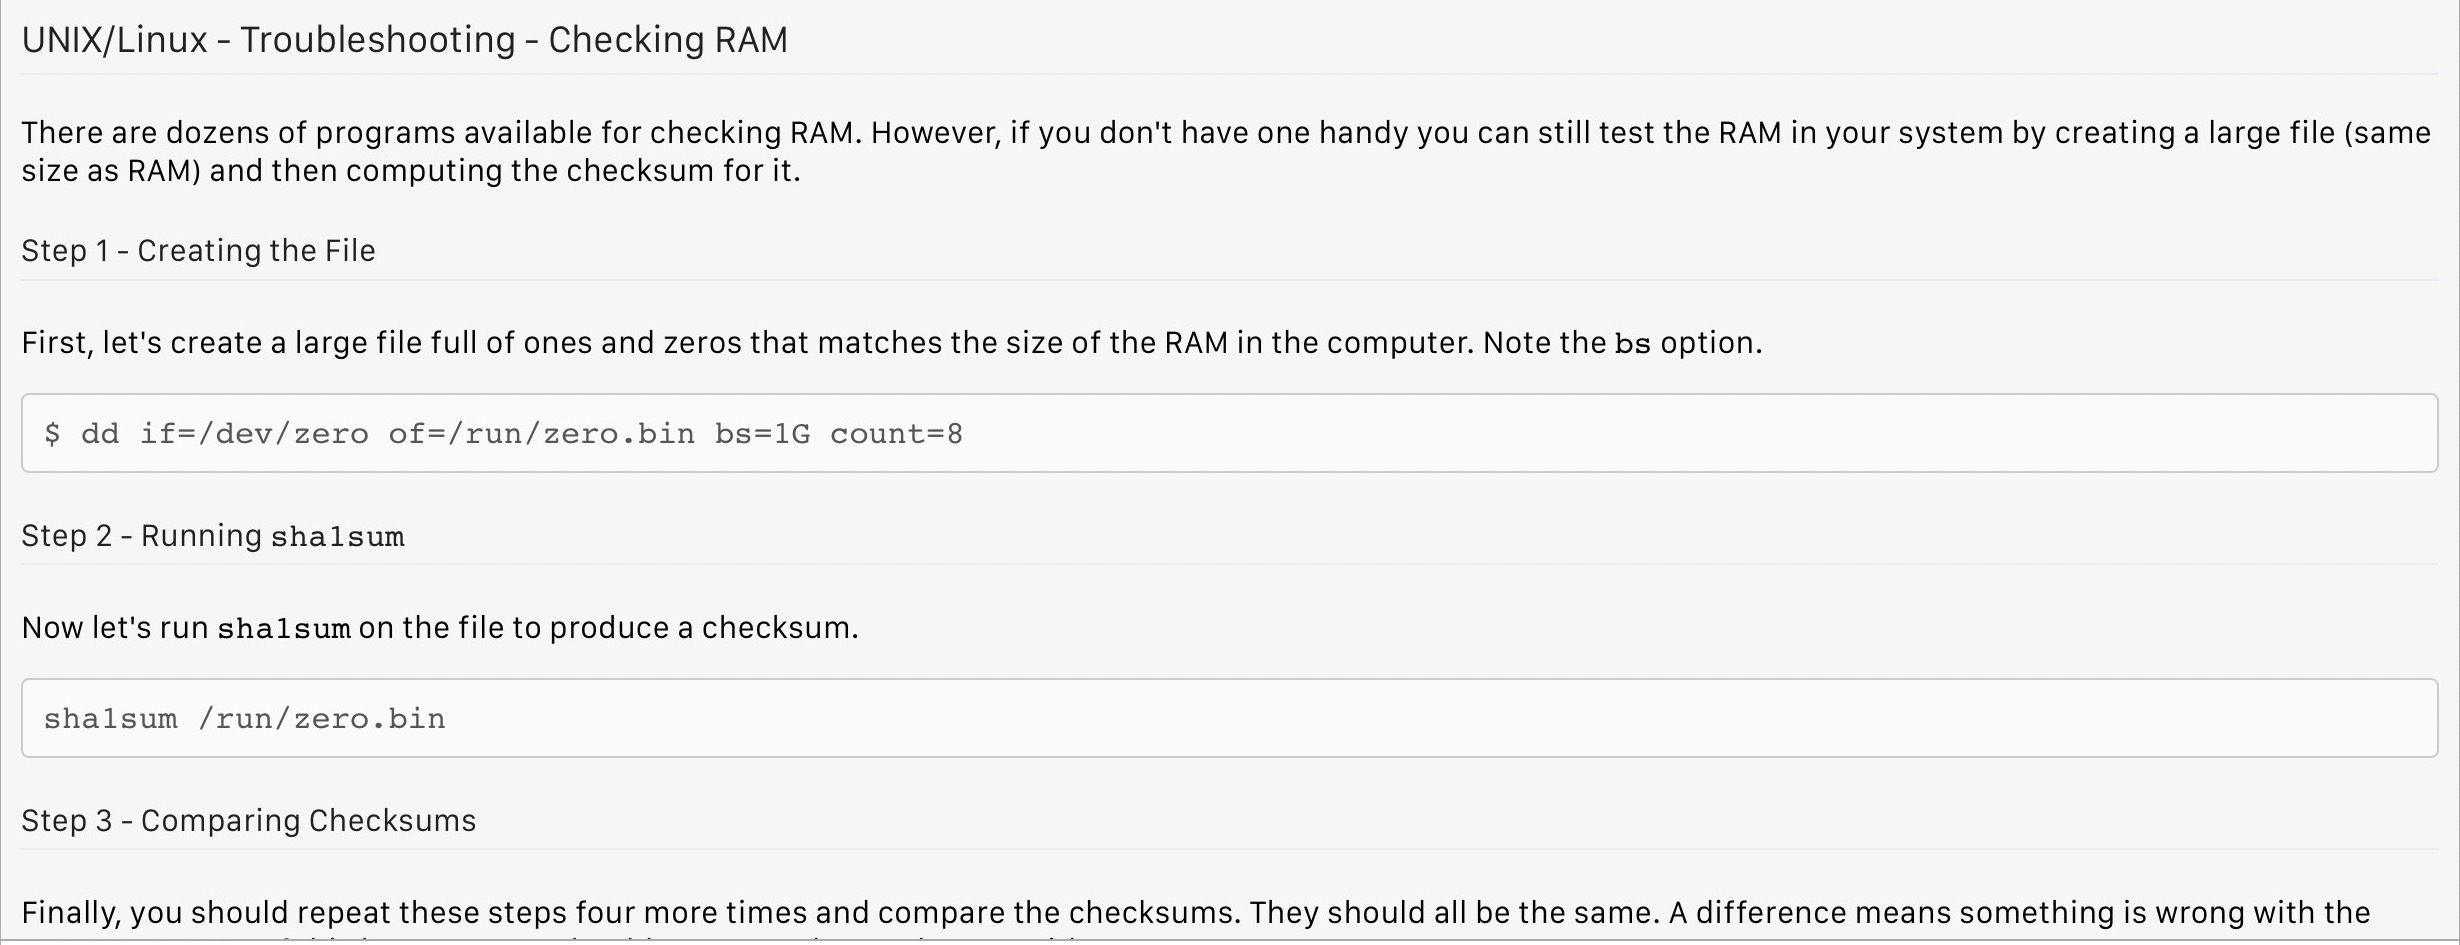 UNIX/Linux - Troubleshooting - Checking RAM
There are dozens of programs available for checking RAM. However, if you don't have one handy you can still test the RAM in your system by creating a large file (same
size as RAM) and then computing the checksum for it.
Step 1 - Creating the File
First, let's create a large file full of ones and zeros that matches the size of the RAM in the computer. Note the bs option.
$ dd if=/dev/zero of=/run/zero.bin bs=1G count=8
Step 2 - Running sha1sum
Now let's run sha1sum on the file to produce a checksum.
sha1sum /run/zero.bin
Step 3 - Comparing Checksums
Finally, you should repeat these steps four more times and compare the checksums. They should all be the same. A difference means something is wrong with the